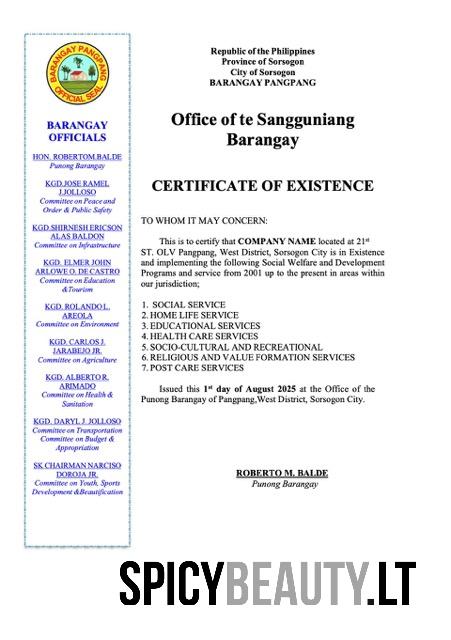 BARANGAY PANGPANG
OFFICIAL SEAL
BARANGAY
OFFICIALS
HON. ROBERTOM.BALDE
Punong Barangay
KGD.JOSE RAMEL
J.JOLLOSO
Committee on Peace and
Order & Public Safety
KGD.SHIRNESH ERICSON
ALAS BALDON
Committee on Infrastructure
KGD. ELMER JOHN
ARLOWE O. DE CASTRO
Committee on Education
&Tourism
KGD. ROLANDO L.
AREOLA
Committee on Environment
KGD. CARLOS J.
JARABEJO JR.
Committee on Agriculture
KGD. ALBERTO R.
ARIMADO
Committee on Health &
Sanitation
KGD. DARYL J. JOLLOSO
Committee on Transportation
Committee on Budget &
Appropriation
SK CHAIRMAN NARCISO
DOROJA JR.
Committee on Youth, Sports
Development &Beautification
Republic of the Philippines
Province of Sorsogon
City of Sorsogon
BARANGAY PANGPANG
Office of te Sangguniang
Barangay
CERTIFICATE OF EXISTENCE
TO WHOM IT MAY CONCERN:
This is to certify that COMPANY NAME located at 21st
ST. OLV Pangpang, West District, Sorsogon City is in Existence
and implementing the following Social Welfare and Development
Programs and service from 2001 up to the present in areas within
our jurisdiction;
1. SOCIAL SERVICE
2. HOME LIFE SERVICE
3. EDUCATIONAL SERVICES
4. HEALTH CARE SERVICES
5. SOCIO-CULTURAL AND RECREATIONAL
6. RELIGIOUS AND VALUE FORMATION SERVICES
7. POST CARE SERVICES
Issued this 1st day of August 2025 at the Office of the
Punong Barangay of Pangpang,West District, Sorsogon City.
ROBERTO M. BALDE
Punong Barangay
SPICYBEAUTY.LT